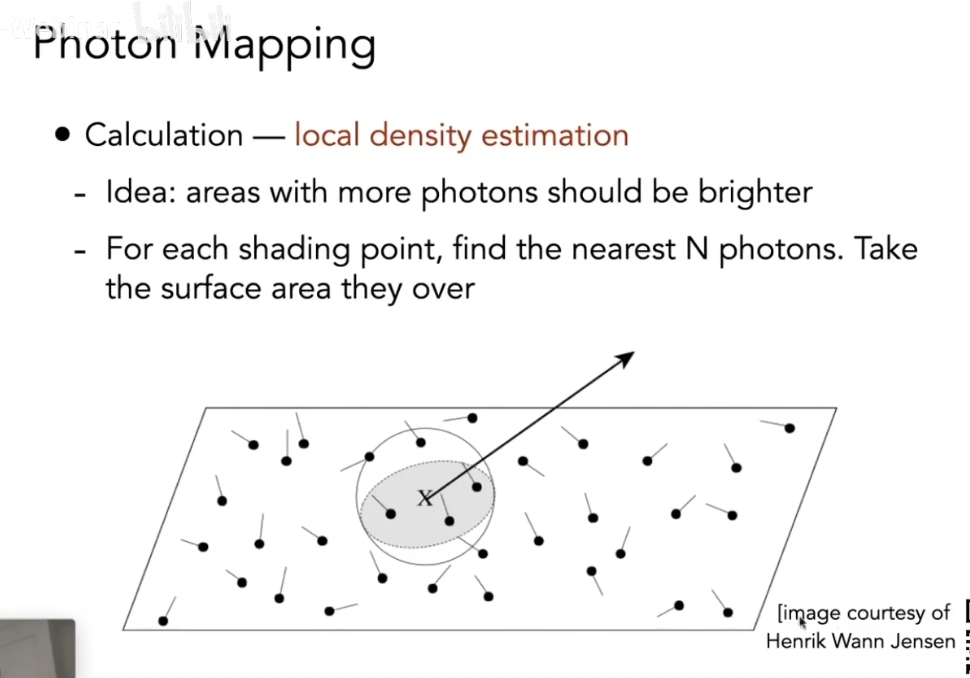 Photon Mapping
● Calculation — local density estimation
- Idea: areas with more photons should be brighter
- For each shading point, find the nearest N photons. Take
the surface area they over
X
[image courtesy of
Henrik Wann Jensen